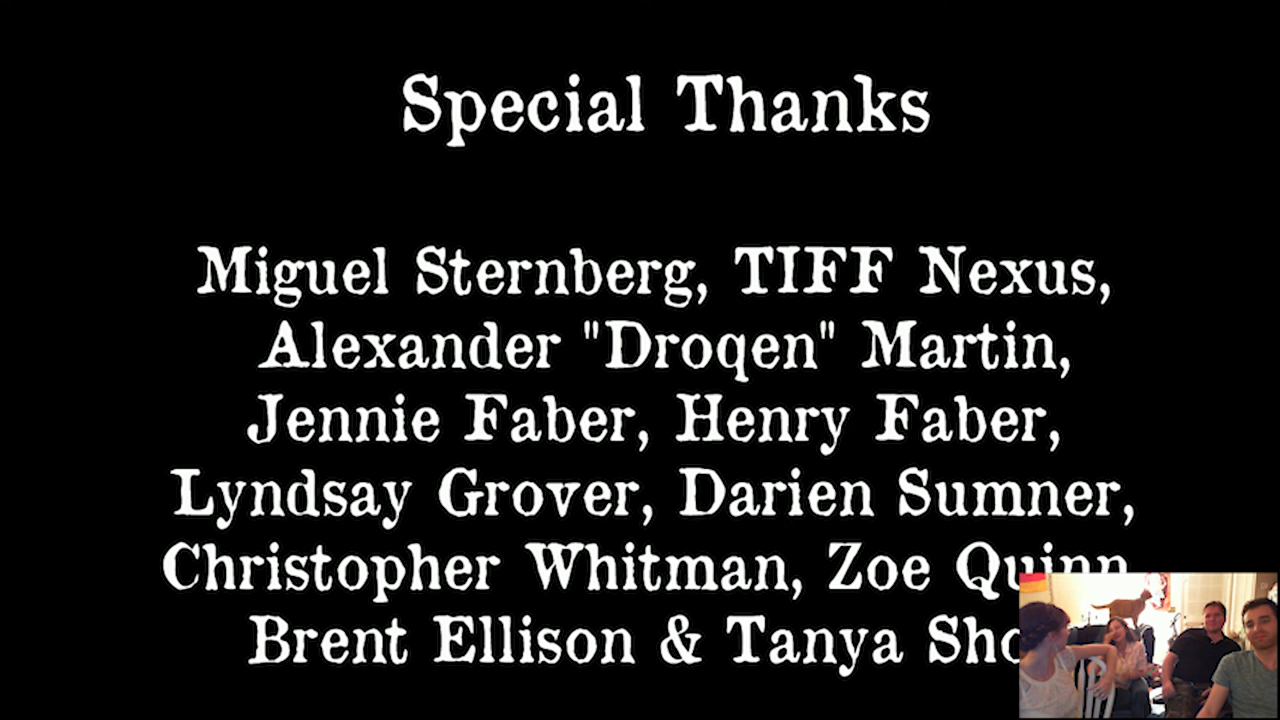 Special Thanks
Miguel Sternberg, TIFF Nexus,
Alexander "Droqen" Martin,
Jennie Faber, Henry Faber,
Lyndsay Grover, Darien Sumner,
Christopher Whitman, Zoe Quinn
Brent Ellison & Tanya